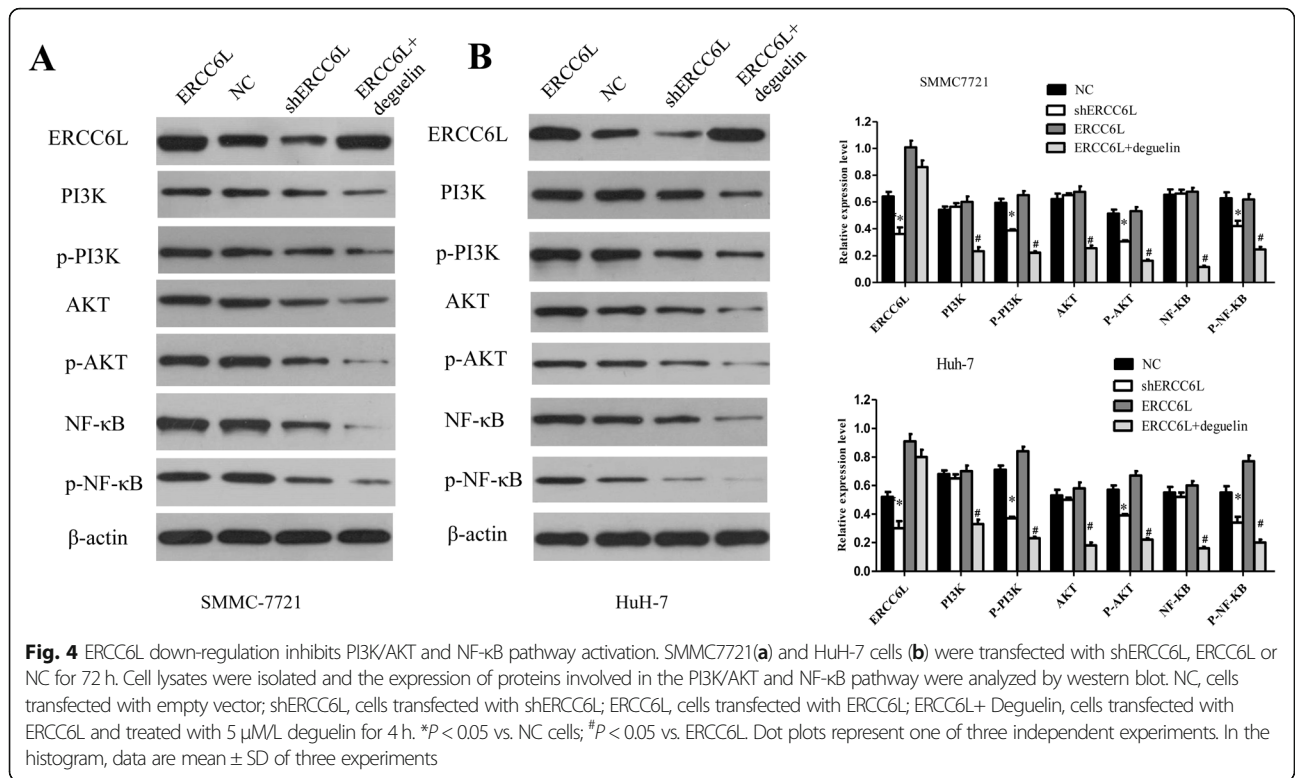 A
ERCC6L
NC
shERCC6L
ERCC6L+
deguelin
ERCC6L
PI3K
p-PI3K
AKT
p-AKT
NF-κB
p-NF-κB
β-actin
SMMC-7721
B
ERCC6L
NC
shERCC6L
ERCC6L+
deguelin
ERCC6L
PI3K
p-PI3K
AKT
p-AKT
NF-κB
p-NF-κB
β-actin
HuH-7
SMMC7721
NC
shERCC6L
ERCC6L
ERCC6L+deguelin
Relative expression level
1.2
1.0
0.8
0.6
0.4
0.2
0.0
*
#
*
#
#
*
#
#
*
#
ERCC6L
PI3K
P-PI3K
AKT
P-AKT
NF-KB
P-NF-KB
Huh-7
NC
shERCC6L
ERCC6L
ERCC6L+deguelin
Relative expression level
1.2
1.0
0.8
0.6
0.4
0.2
0.0
*
#
*
#
#
*
#
#
*
#
ERCC6L
PI3K
P-PI3K
AKT
P-AKT
NF-KB
P-NF-KB
Fig. 4 ERCC6L down-regulation inhibits PI3K/AKT and NF-κB pathway activation. SMMC7721(a) and HuH-7 cells (b) were transfected with shERCC6L, ERCC6L or
NC for 72 h. Cell lysates were isolated and the expression of proteins involved in the PI3K/AKT and NF-κB pathway were analyzed by western blot. NC, cells
transfected with empty vector; shERCC6L, cells transfected with shERCC6L; ERCC6L, cells transfected with ERCC6L; ERCC6L+ Deguelin, cells transfected with
ERCC6L and treated with 5 μM/L deguelin for 4 h. *P < 0.05 vs. NC cells; #P < 0.05 vs. ERCC6L. Dot plots represent one of three independent experiments. In the
histogram, data are mean ± SD of three experiments